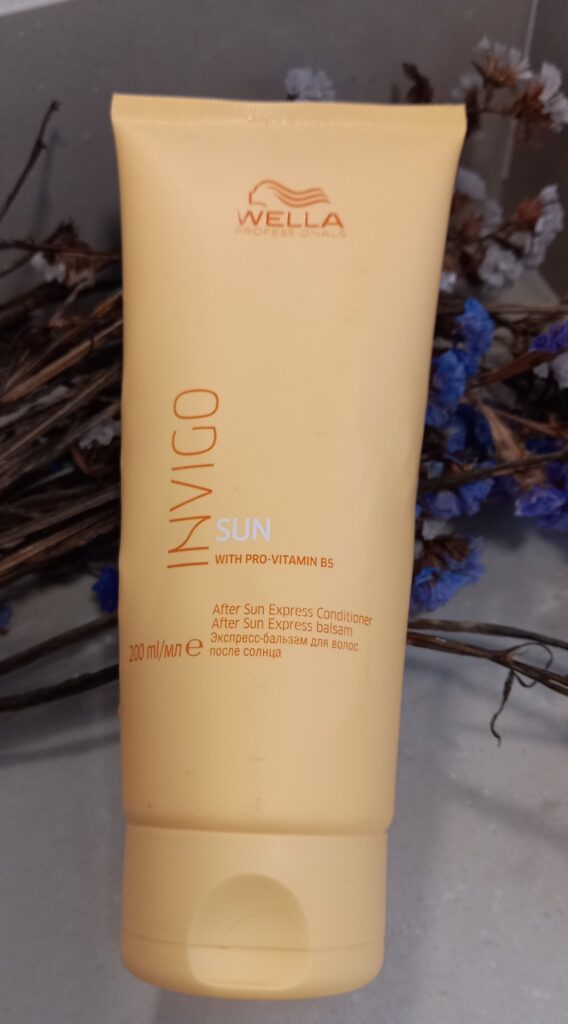 WELLA
PROFESSIONALS
INVIGO
SUN
WITH PRO-VITAMIN B5
After Sun Express Conditioner
After Sun Express balsam
Экспресс-бальзам для волос
после солнца
200 ml/мл e